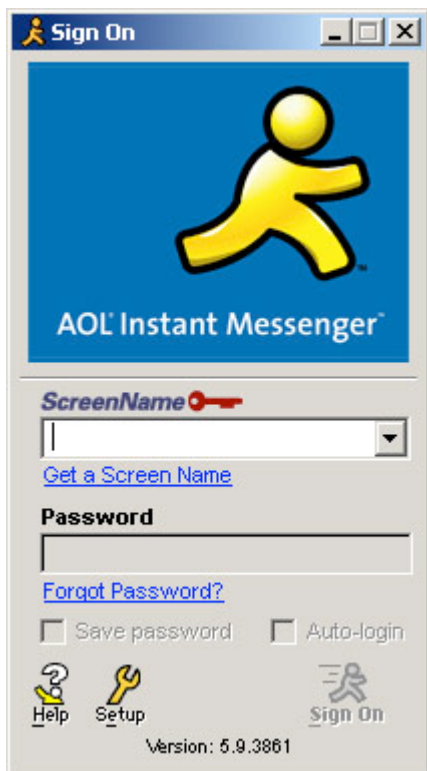 Sign On
AOL Instant Messenger™
ScreenName
Get a Screen Name
Password
Forgot Password?
Save password Auto-login
Help Setup Sign On
Version: 5.9.3861